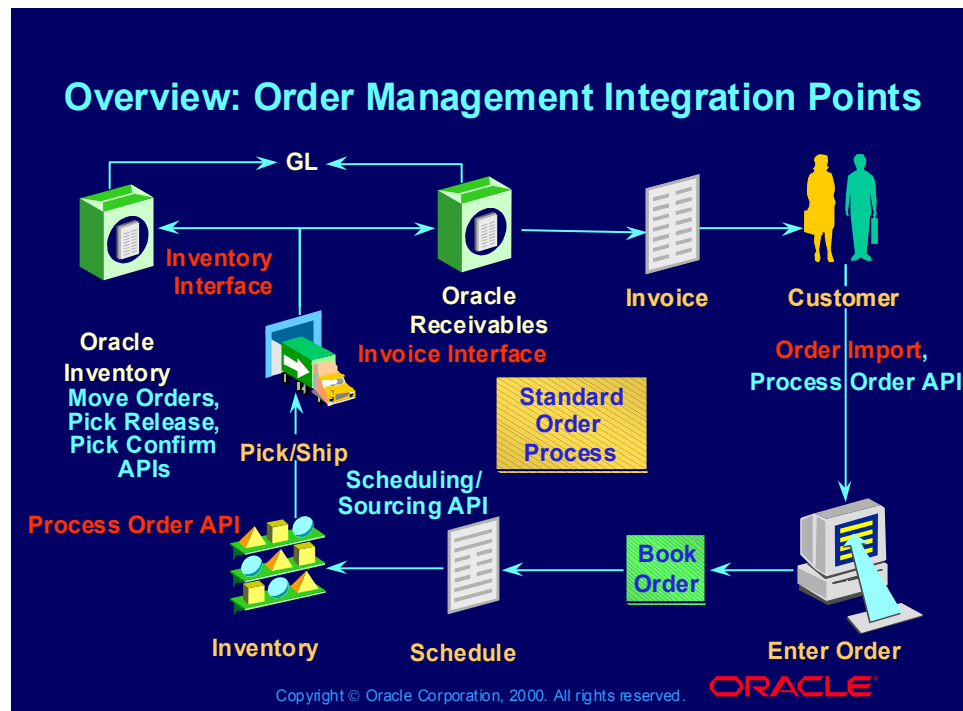 Overview: Order Management Integration Points
GL
Inventory
Interface
Oracle
Receivables
Invoice Interface
Invoice
Customer
Oracle
Inventory
Move Orders,
Pick Release,
Pick Confirm
APIs
Order Import,
Process Order API
Standard
Order
Process
Pick/Ship
Scheduling/
Sourcing API
Process Order API
Book
Order
Inventory
Schedule
Enter Order
Copyright © Oracle Corporation, 2000. All rights reserved.
ORACLE®